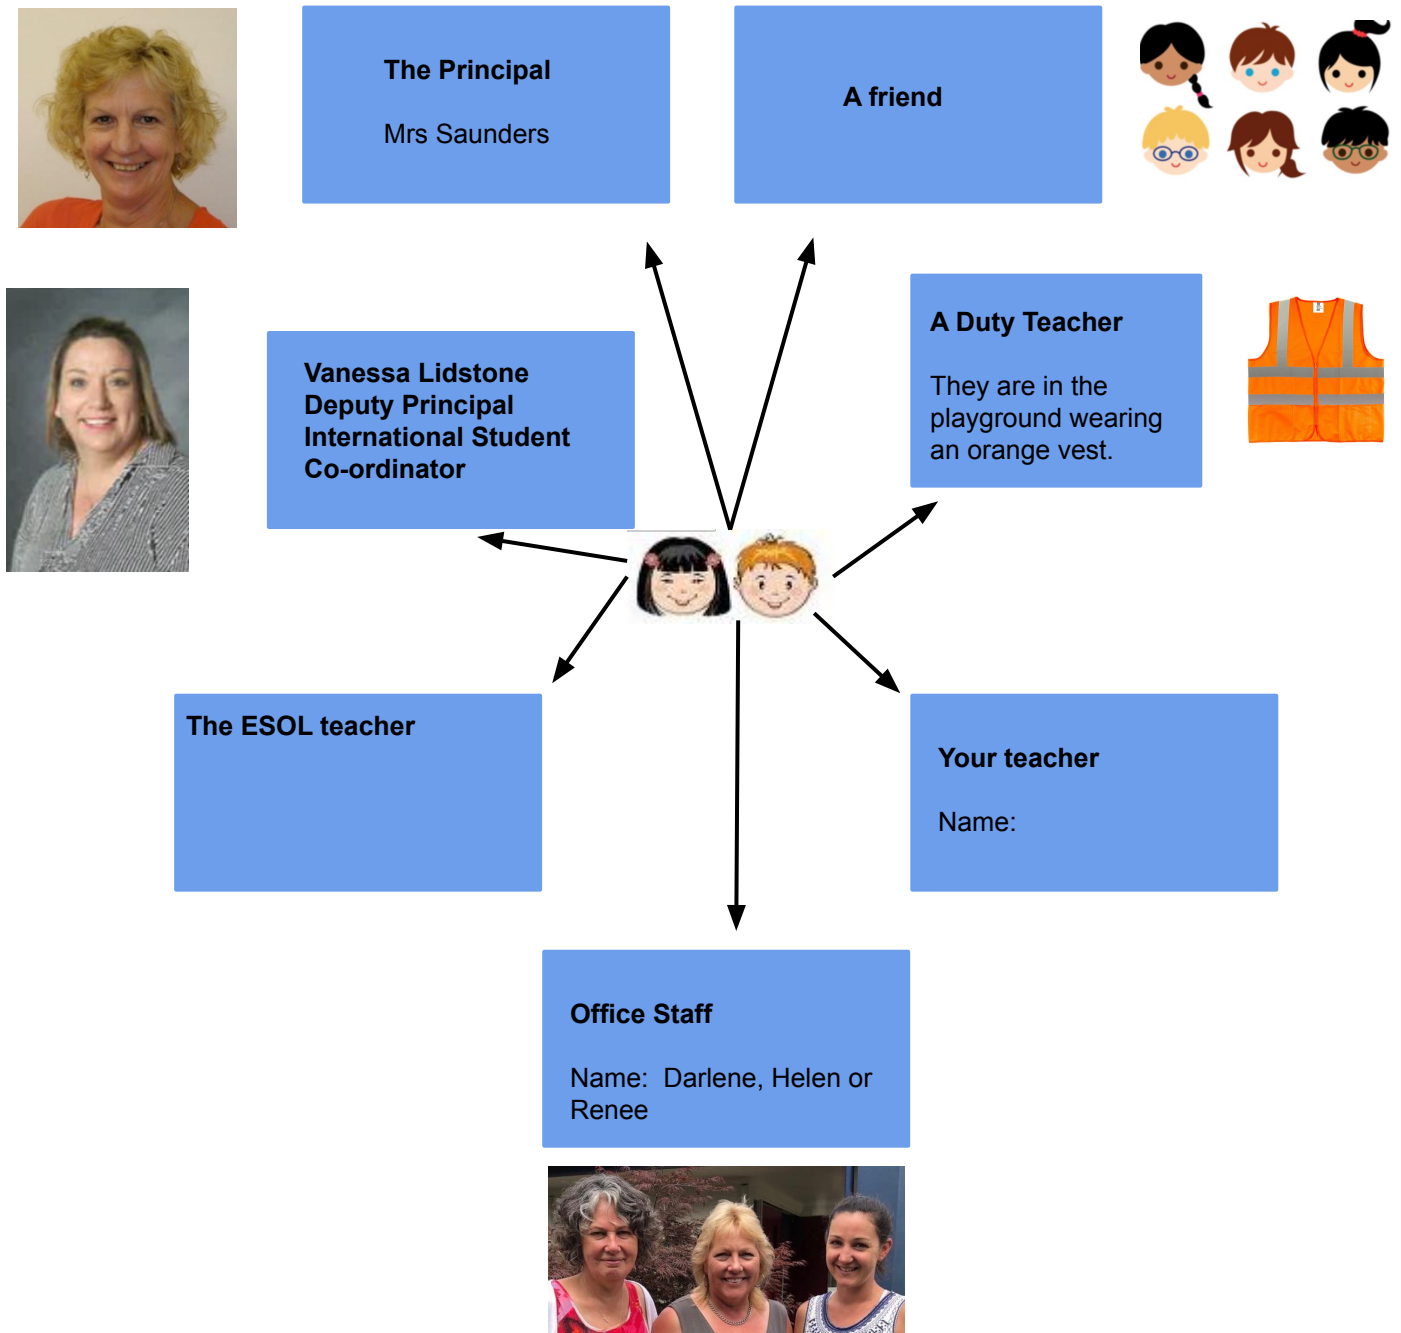 The Principal
Mrs Saunders
A friend
A Duty Teacher
They are in the
playground wearing
an orange vest.
Vanessa Lidstone
Deputy Principal
International Student
Co-ordinator
The ESOL teacher
Your teacher
Name:
Office Staff
Name:  Darlene, Helen or
Renee